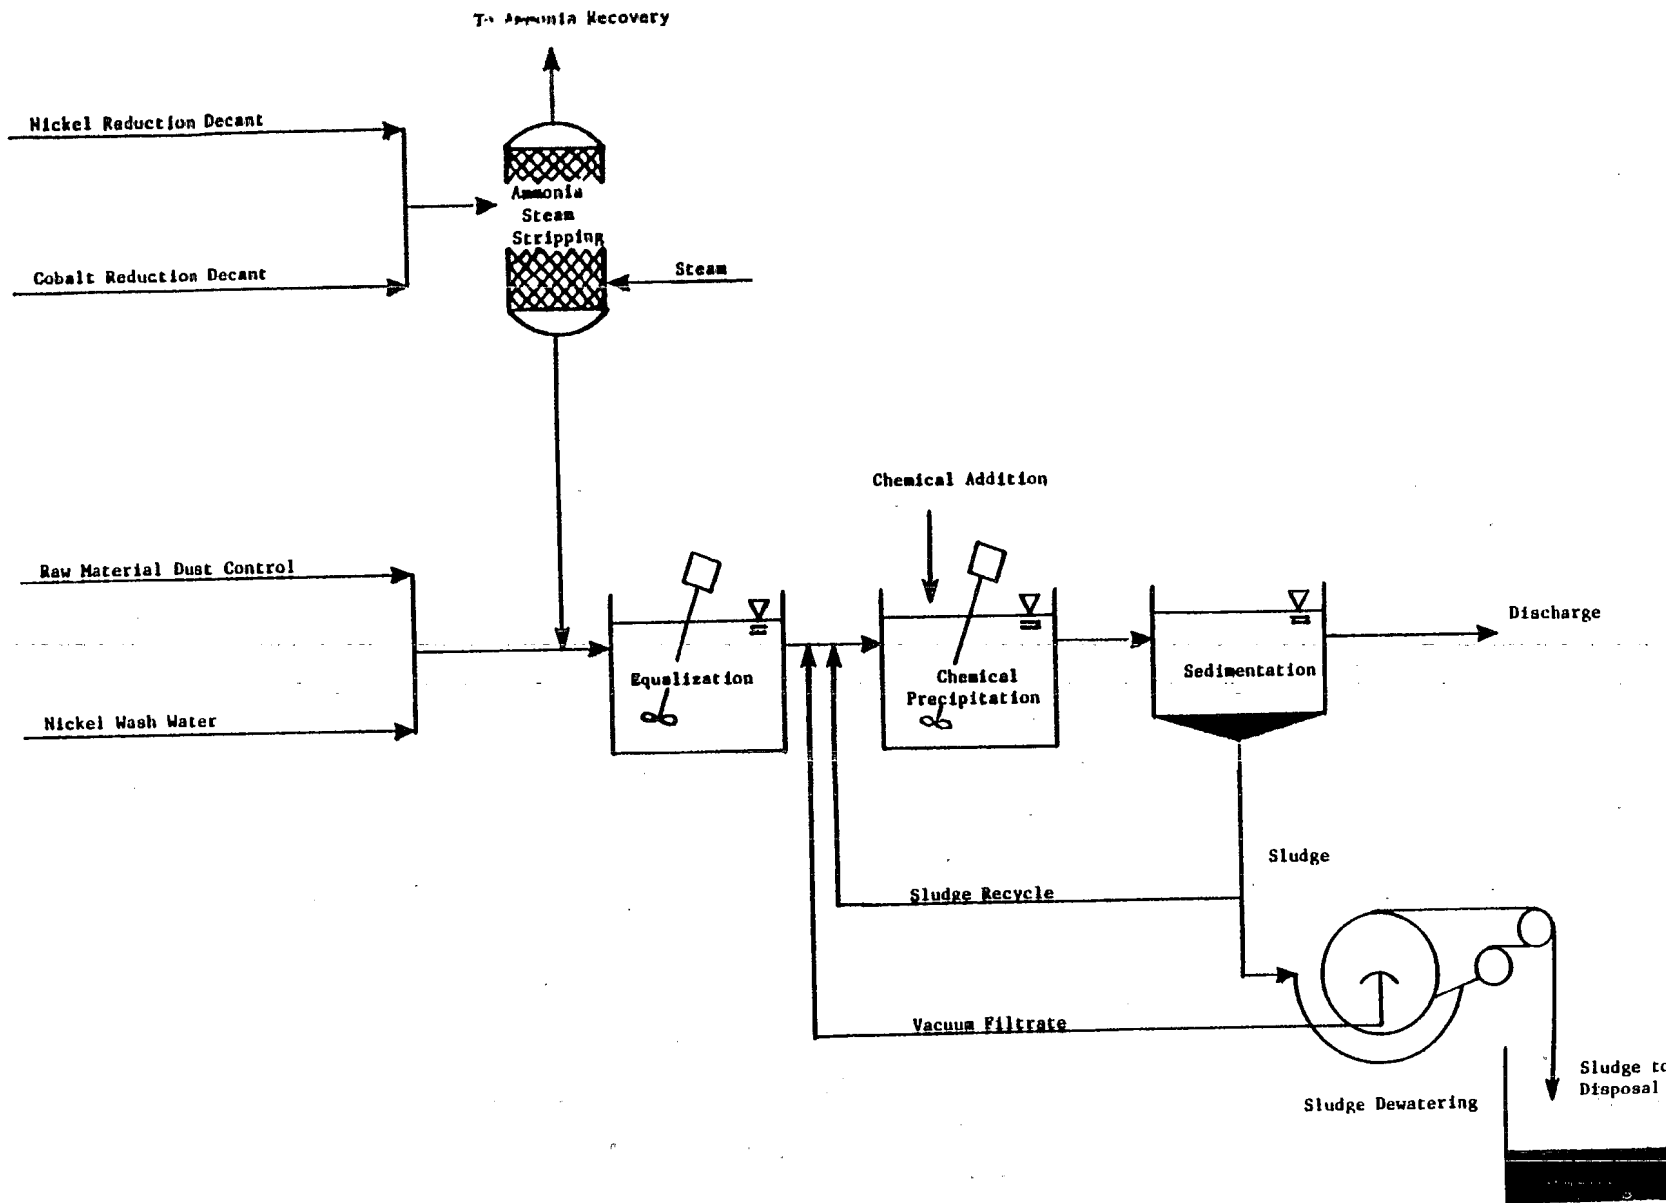 To Ammonia Recovery
Nickel Reduction Decant
Ammonia
Steam
Stripping
Cobalt Reduction Decant
Steam
Chemical Addition
Raw Material Dust Control
Discharge
Equalization
Chemical
Precipitation
Sedimentation
Nickel Wash Water
Sludge
Sludge Recycle
Vacuum Filtrate
Sludge to
Disposal
Sludge Dewatering